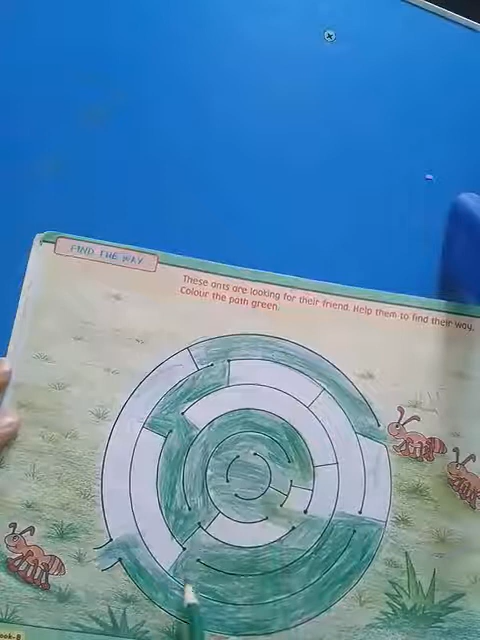 FIND THE WAY
These ants are looking for their friend. Help them to find their way.
Colour the path green.
ook-B